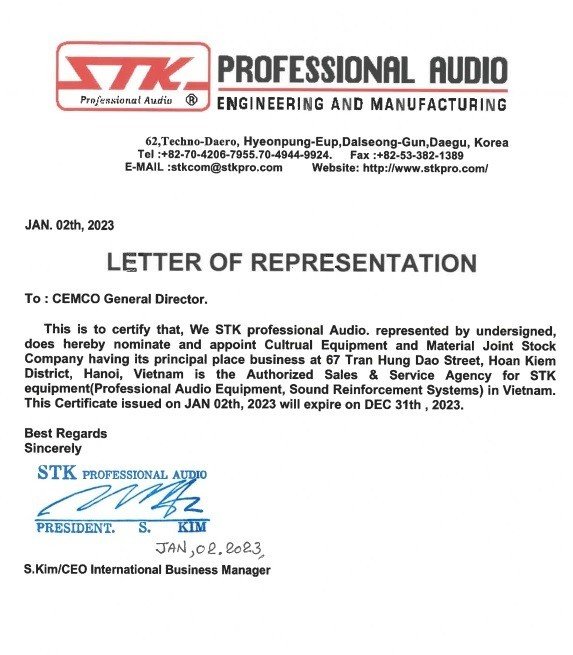 STK
Professional Audio ®
PROFESSIONAL AUDIO
ENGINEERING AND MANUFACTURING
62,Techno-Daero, Hyeonpung-Eup,Dalseong-Gun,Daegu, Korea
Tel :+82-70-4206-7955.70-4944-9924. Fax :+82-53-382-1389
E-MAIL :stkcom@stkpro.com Website: http://www.stkpro.com/
JAN. 02th, 2023
LETTER OF REPRESENTATION
To : CEMCO General Director.
This is to certify that, We STK professional Audio. represented by undersigned,
does hereby nominate and appoint Cultrual Equipment and Material Joint Stock
Company having its principal place business at 67 Tran Hung Dao Street, Hoan Kiem
District, Hanoi, Vietnam is the Authorized Sales & Service Agency for STK
equipment(Professional Audio Equipment, Sound Reinforcement Systems) in Vietnam.
This Certificate issued on JAN 02th, 2023 will expire on DEC 31th , 2023.
Best Regards
Sincerely
STK PROFESSIONAL AUDIO
PRESIDENT. S. KIM
JAN, 02. 2023,
S.Kim/CEO International Business Manager